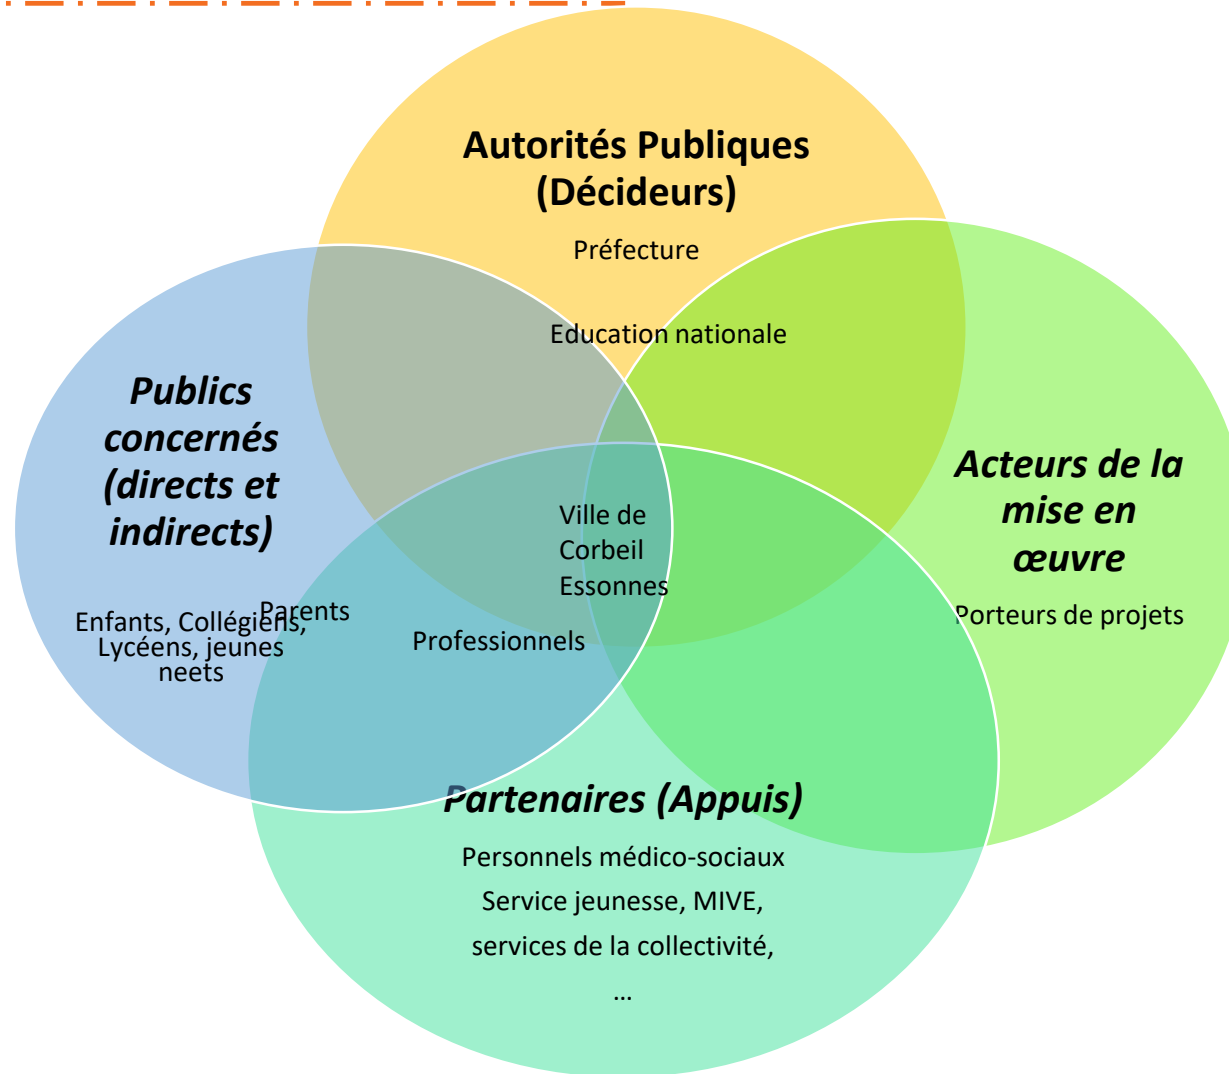 Autorités Publiques
(Décideurs)
Préfecture
Education nationale
Publics
concernés
(directs et
indirects)
Enfants, Collégiens,
Lycéens, jeunes
neets
Parents
Professionnels
Ville de
Corbeil
Essonnes
Acteurs de la
mise en
œuvre
Porteurs de projets
Partenaires (Appuis)
Personnels médico-sociaux
Service jeunesse, MIVE,
services de la collectivité,
…